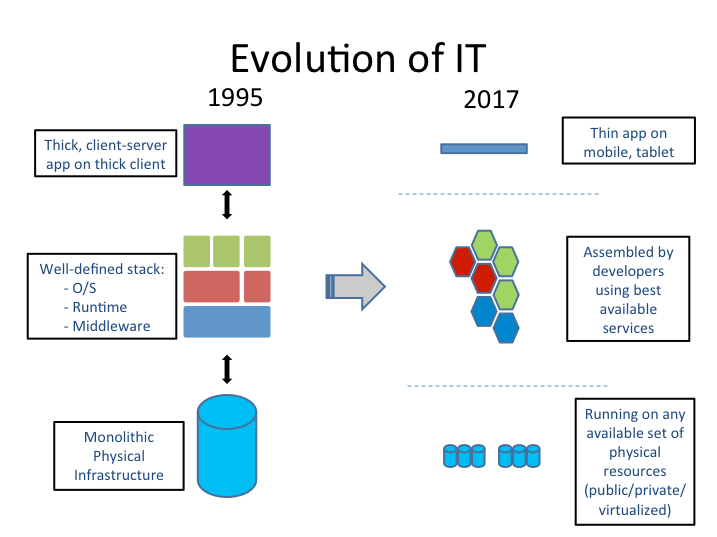 Evolution of IT
1995
2017
Thick, client-server
app on thick client
Thin app on
mobile, tablet
Well-defined stack:
- O/S
- Runtime
- Middleware
Assembled by
developers
using best
available
services
Monolithic
Physical
Infrastructure
Running on any
available set of
physical
resources
(public/private/
virtualized)